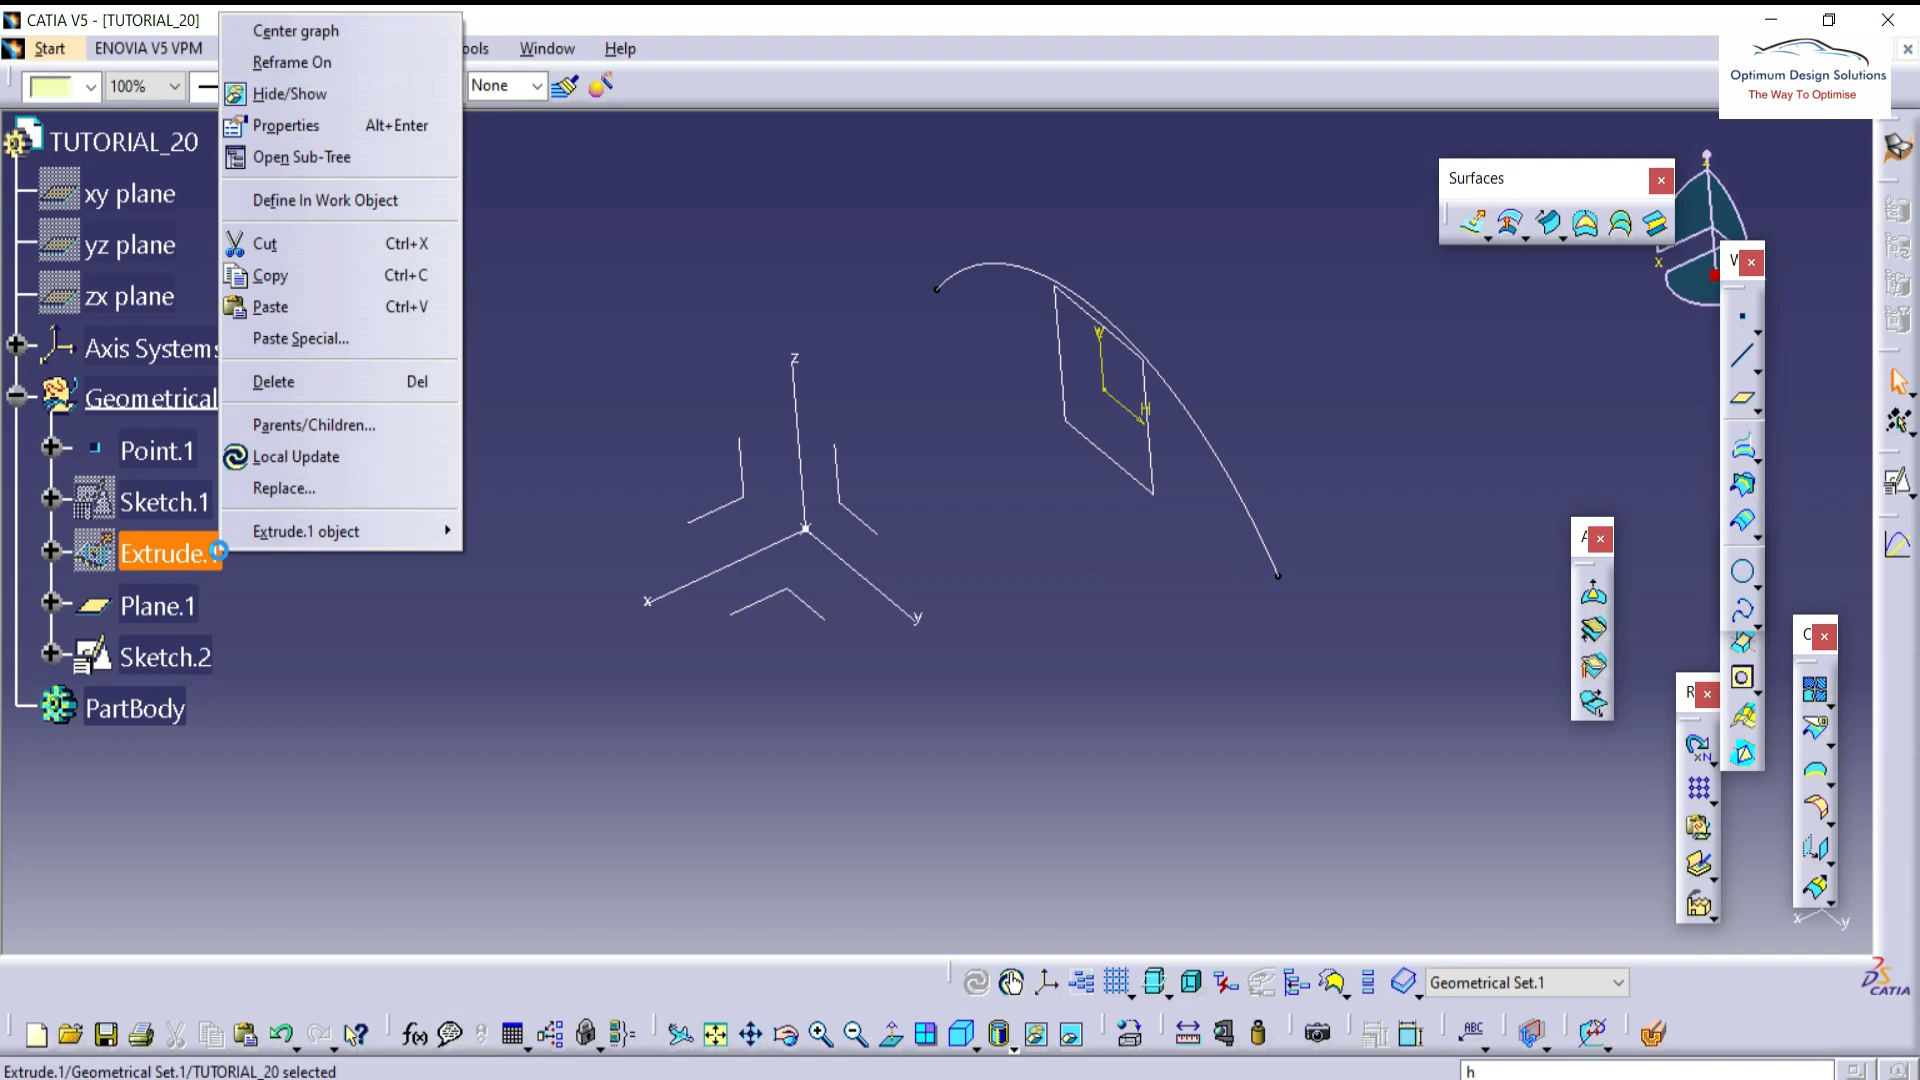 CATIA V5 - [TUTORIAL_20]
Start
ENOVIA V5 VPM
ools
Window
Help
Optimum Design Solutions
The Way To Optimise
100%
None
Center graph
Reframe On
Hide/Show
Properties Alt+Enter
Open Sub-Tree
Define In Work Object
Cut Ctrl+X
Copy Ctrl+C
Paste Ctrl+V
Paste Special...
Delete Del
Parents/Children...
Local Update
Replace...
Extrude.1 object
TUTORIAL_20
xy plane
yz plane
zx plane
Axis Systems
Geometrical
Point.1
Sketch.1
Extrude.1
Plane.1
Sketch.2
PartBody
z
x
y
V
H
Surfaces
x
W
A
R
C
x
y
Geometrical Set.1
CATIA
f(x)
ABC
Extrude.1/Geometrical Set.1/TUTORIAL_20 selected
h